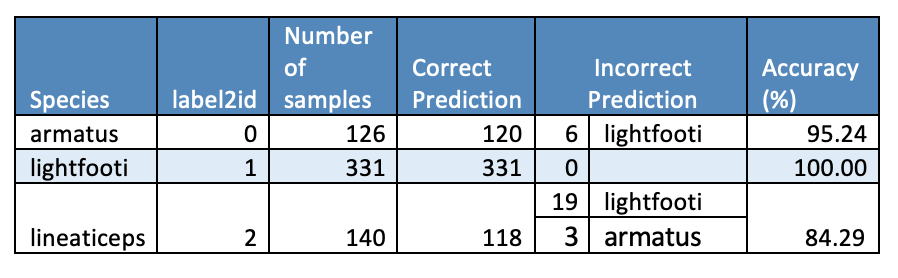 Species label2id Number of samples Correct Prediction Incorrect Prediction Accuracy (%)
armatus 0 126 120 6 lightfooti 95.24
lightfooti 1 331 331 0 100.00
19 lightfooti
lineaticeps 2 140 118 3 armatus 84.29